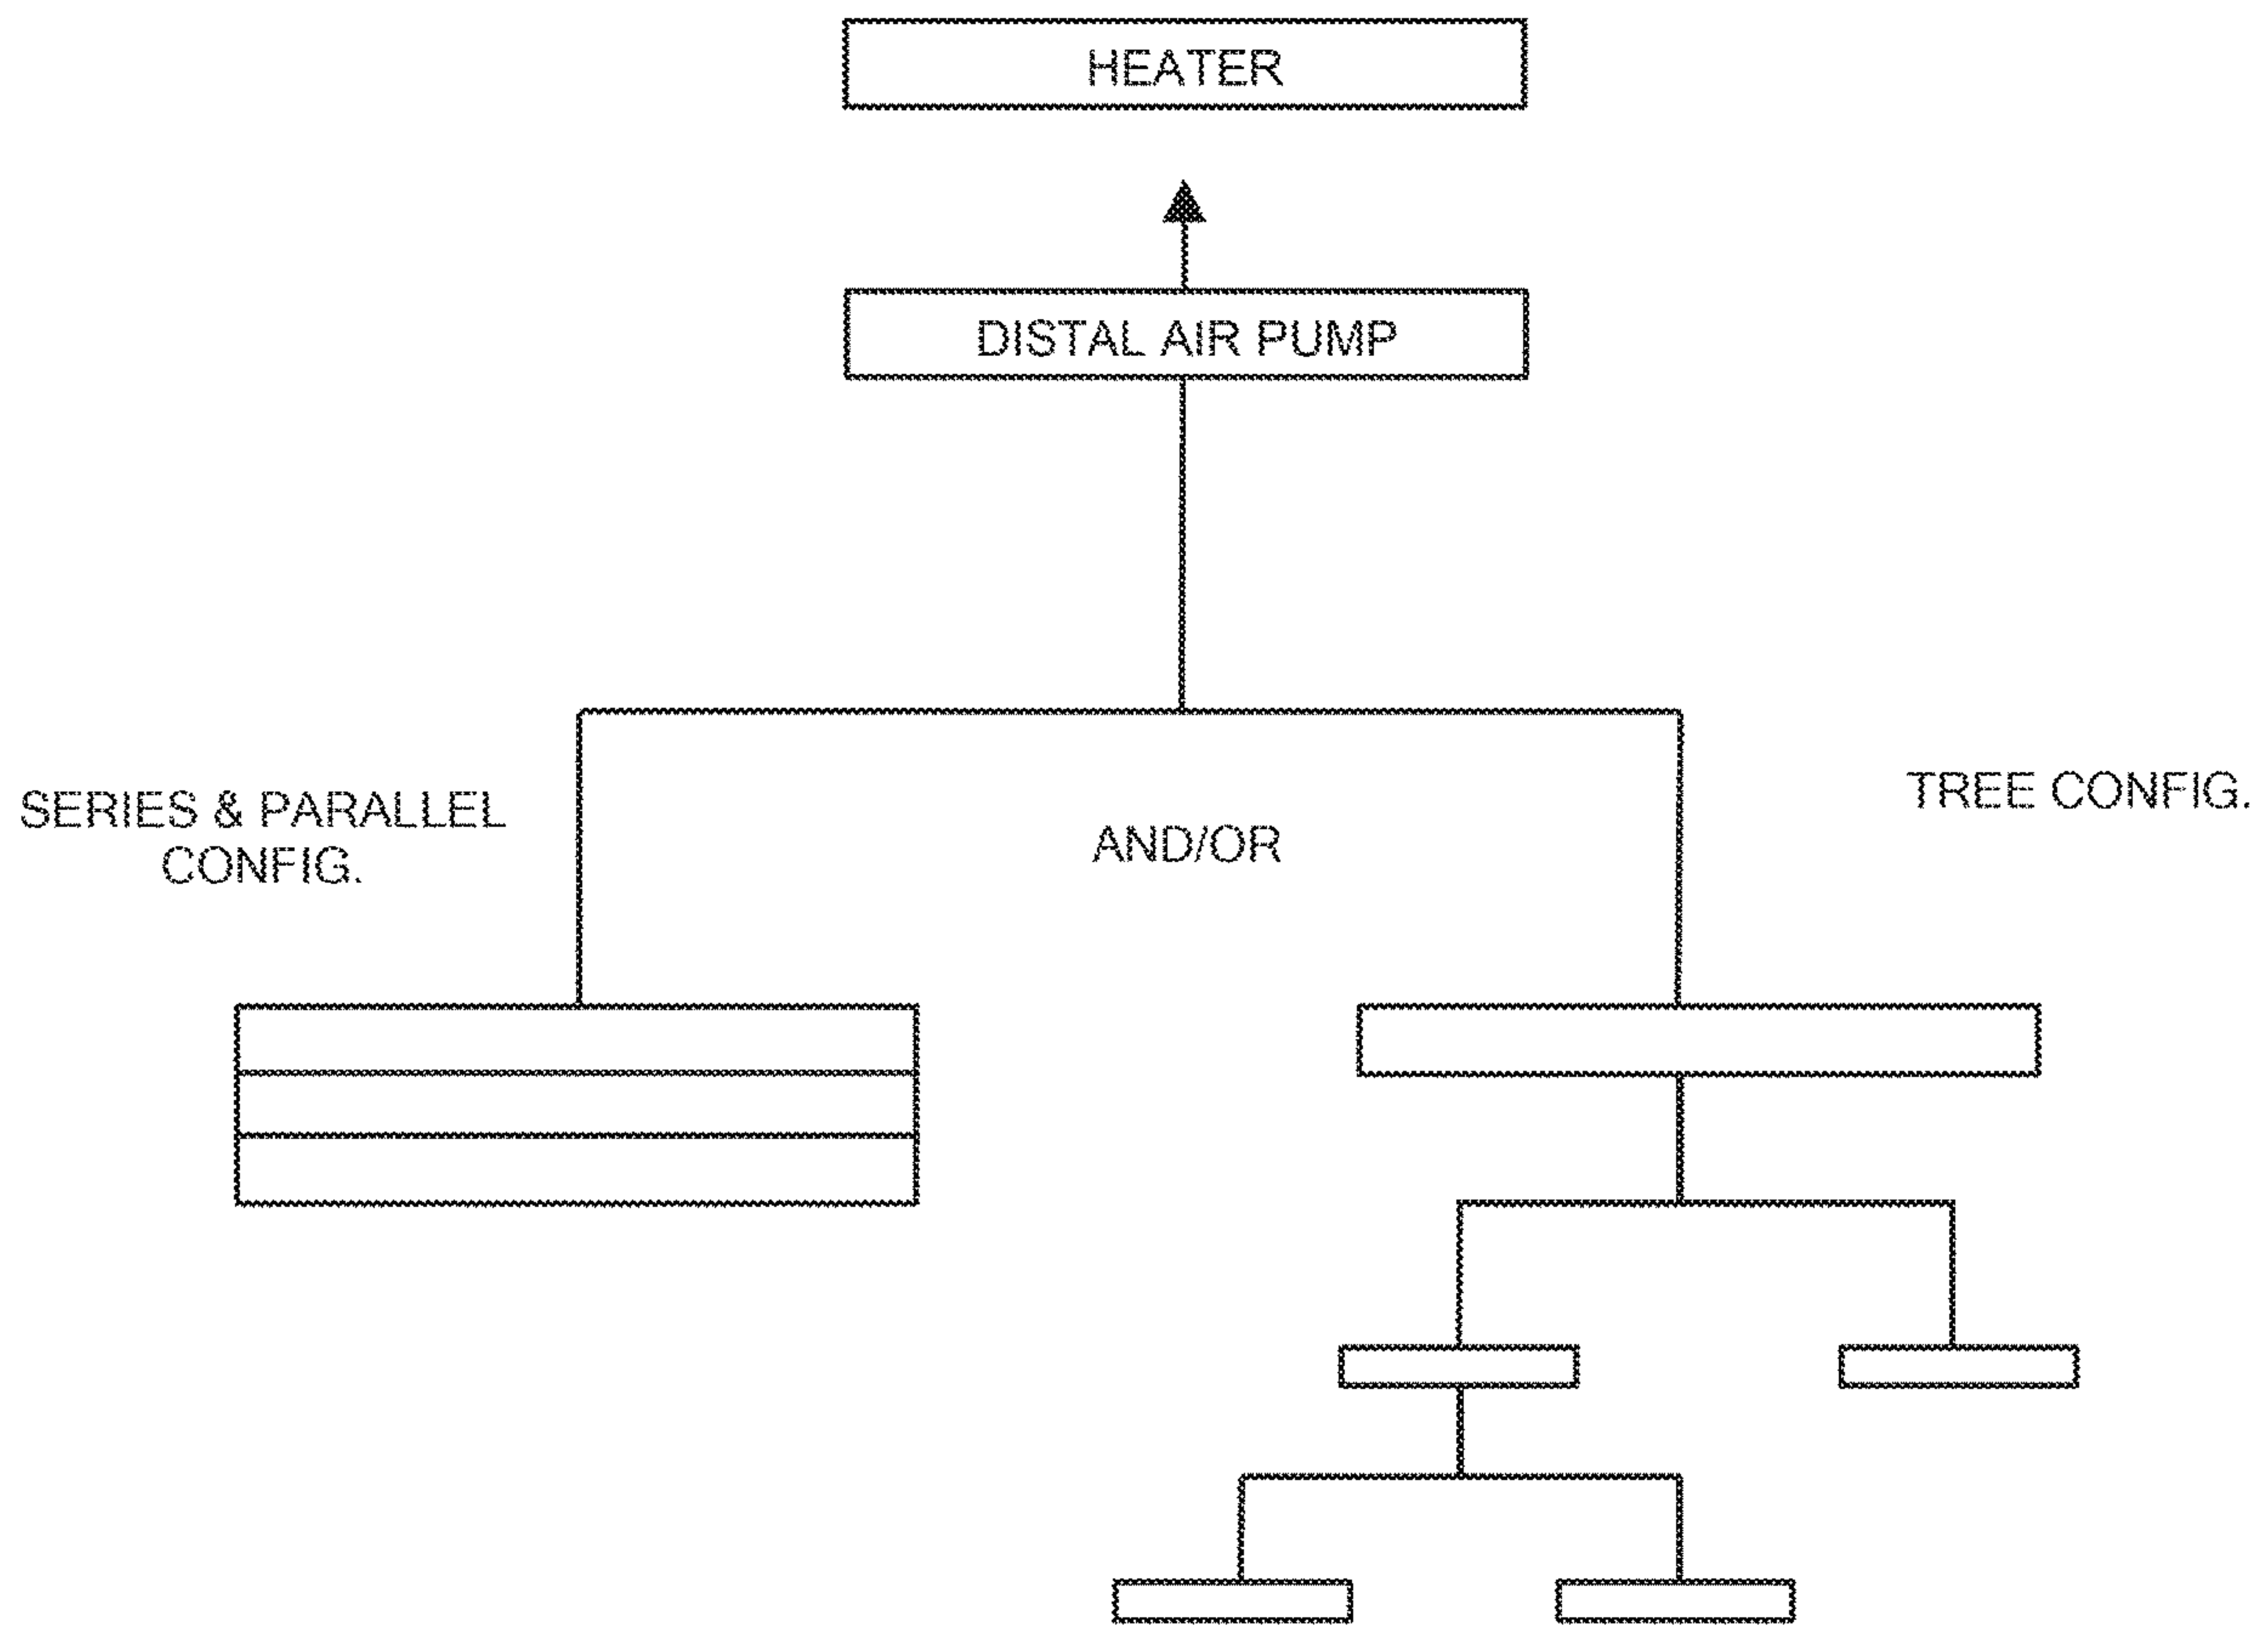 HEATER
DISTAL AIR PUMP
SERIES & PARALLEL
CONFIG.
AND/OR
TREE CONFIG.